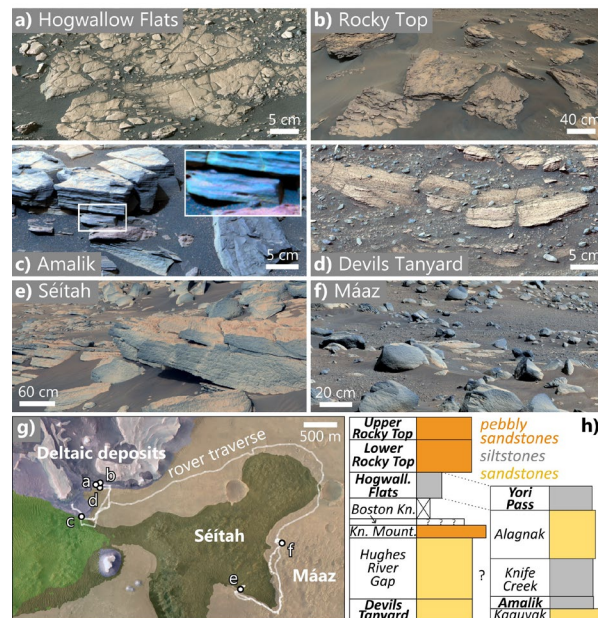 a) Hogwallow Flats
5 cm
b) Rocky Top
40 cm
c) Amalik
5 cm
d) Devils Tanyard
5 cm
e) Séítah
60 cm
f) Máaz
20 cm
g)
500 m
Deltaic deposits
rover traverse
a
b
d
c
Séítah
f
e
Máaz
h)
pebbly
sandstones
siltstones
sandstones
Upper
Rocky Top
Lower
Rocky Top
Hogwall.
Flats
Boston Kn.
? ? ?
Kn. Mount.
Hughes
River
Gap
Devils
Tanyard
?
Yori
Pass
Alagnak
Knife
Creek
Amalik
Kaguyak